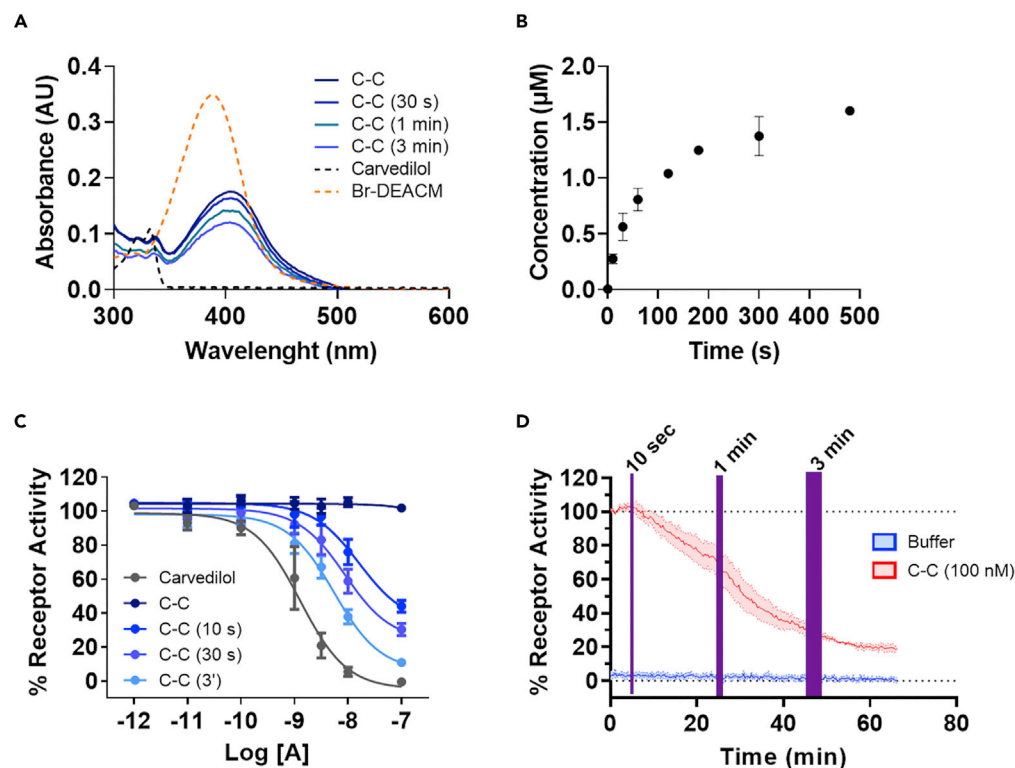 A
Absorbance (AU)
0.4
0.3
0.2
0.1
0.0
300
400
500
600
Wavelenght (nm)
C-C
C-C (30 s)
C-C (1 min)
C-C (3 min)
Carvedilol
Br-DEACM
B
Concentration (µM)
2.0
1.5
1.0
0.5
0.0
0
100
200
300
400
500
Time (s)
C
% Receptor Activity
120
100
80
60
40
20
0
Carvedilol
C-C
C-C (10 s)
C-C (30 s)
C-C (3')
-12
-11
-10
-9
-8
-7
Log [A]
D
10 sec
1 min
3 min
% Receptor Activity
120
100
80
60
40
20
0
Buffer
C-C (100 nM)
0
20
40
60
80
Time (min)